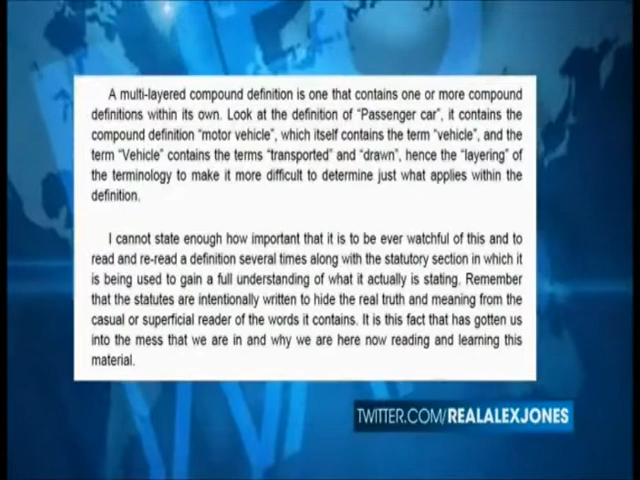 A multi-layered compound definition is one that contains one or more compound
definitions within its own. Look at the definition of "Passenger car", it contains the
compound definition "motor vehicle", which itself contains the term "vehicle", and the
term "Vehicle" contains the terms "transported" and "drawn", hence the "layering" of
the terminology to make it more difficult to determine just what applies within the
definition.
I cannot state enough how important that it is to be ever watchful of this and to
read and re-read a definition several times along with the statutory section in which it
is being used to gain a full understanding of what it actually is stating. Remember
that the statutes are intentionally written to hide the real truth and meaning from the
casual or superficial reader of the words it contains. It is this fact that has gotten us
into the mess that we are in and why we are here now reading and learning this
material.
TWITTER.COM/REALALEXJONES